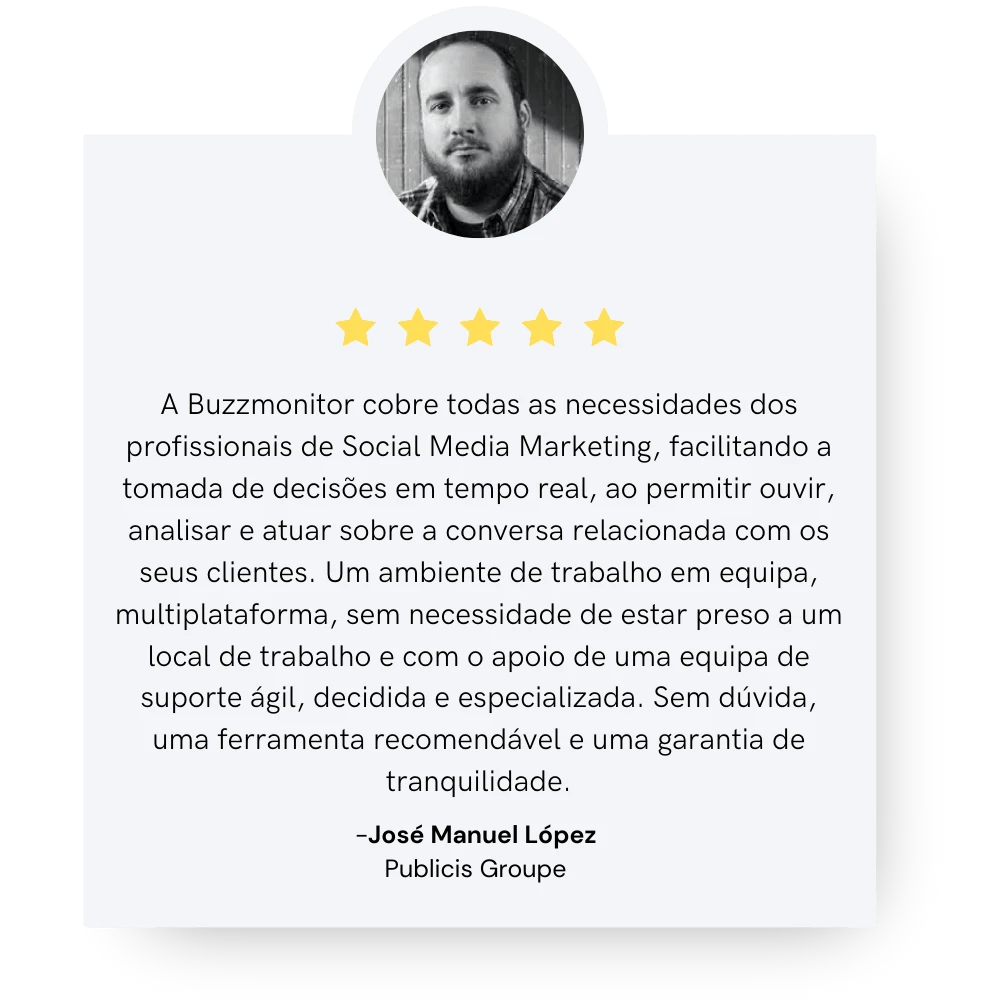 A Buzzmonitor cobre todas as necessidades dos
profissionais de Social Media Marketing, facilitando a
tomada de decisões em tempo real, ao permitir ouvir,
analisar e atuar sobre a conversa relacionada com os
seus clientes. Um ambiente de trabalho em equipa,
multiplataforma, sem necessidade de estar preso a um
local de trabalho e com o apoio de uma equipa de
suporte ágil, decidida e especializada. Sem dúvida,
uma ferramenta recomendável e uma garantia de
tranquilidade.
–José Manuel López
Publicis Groupe